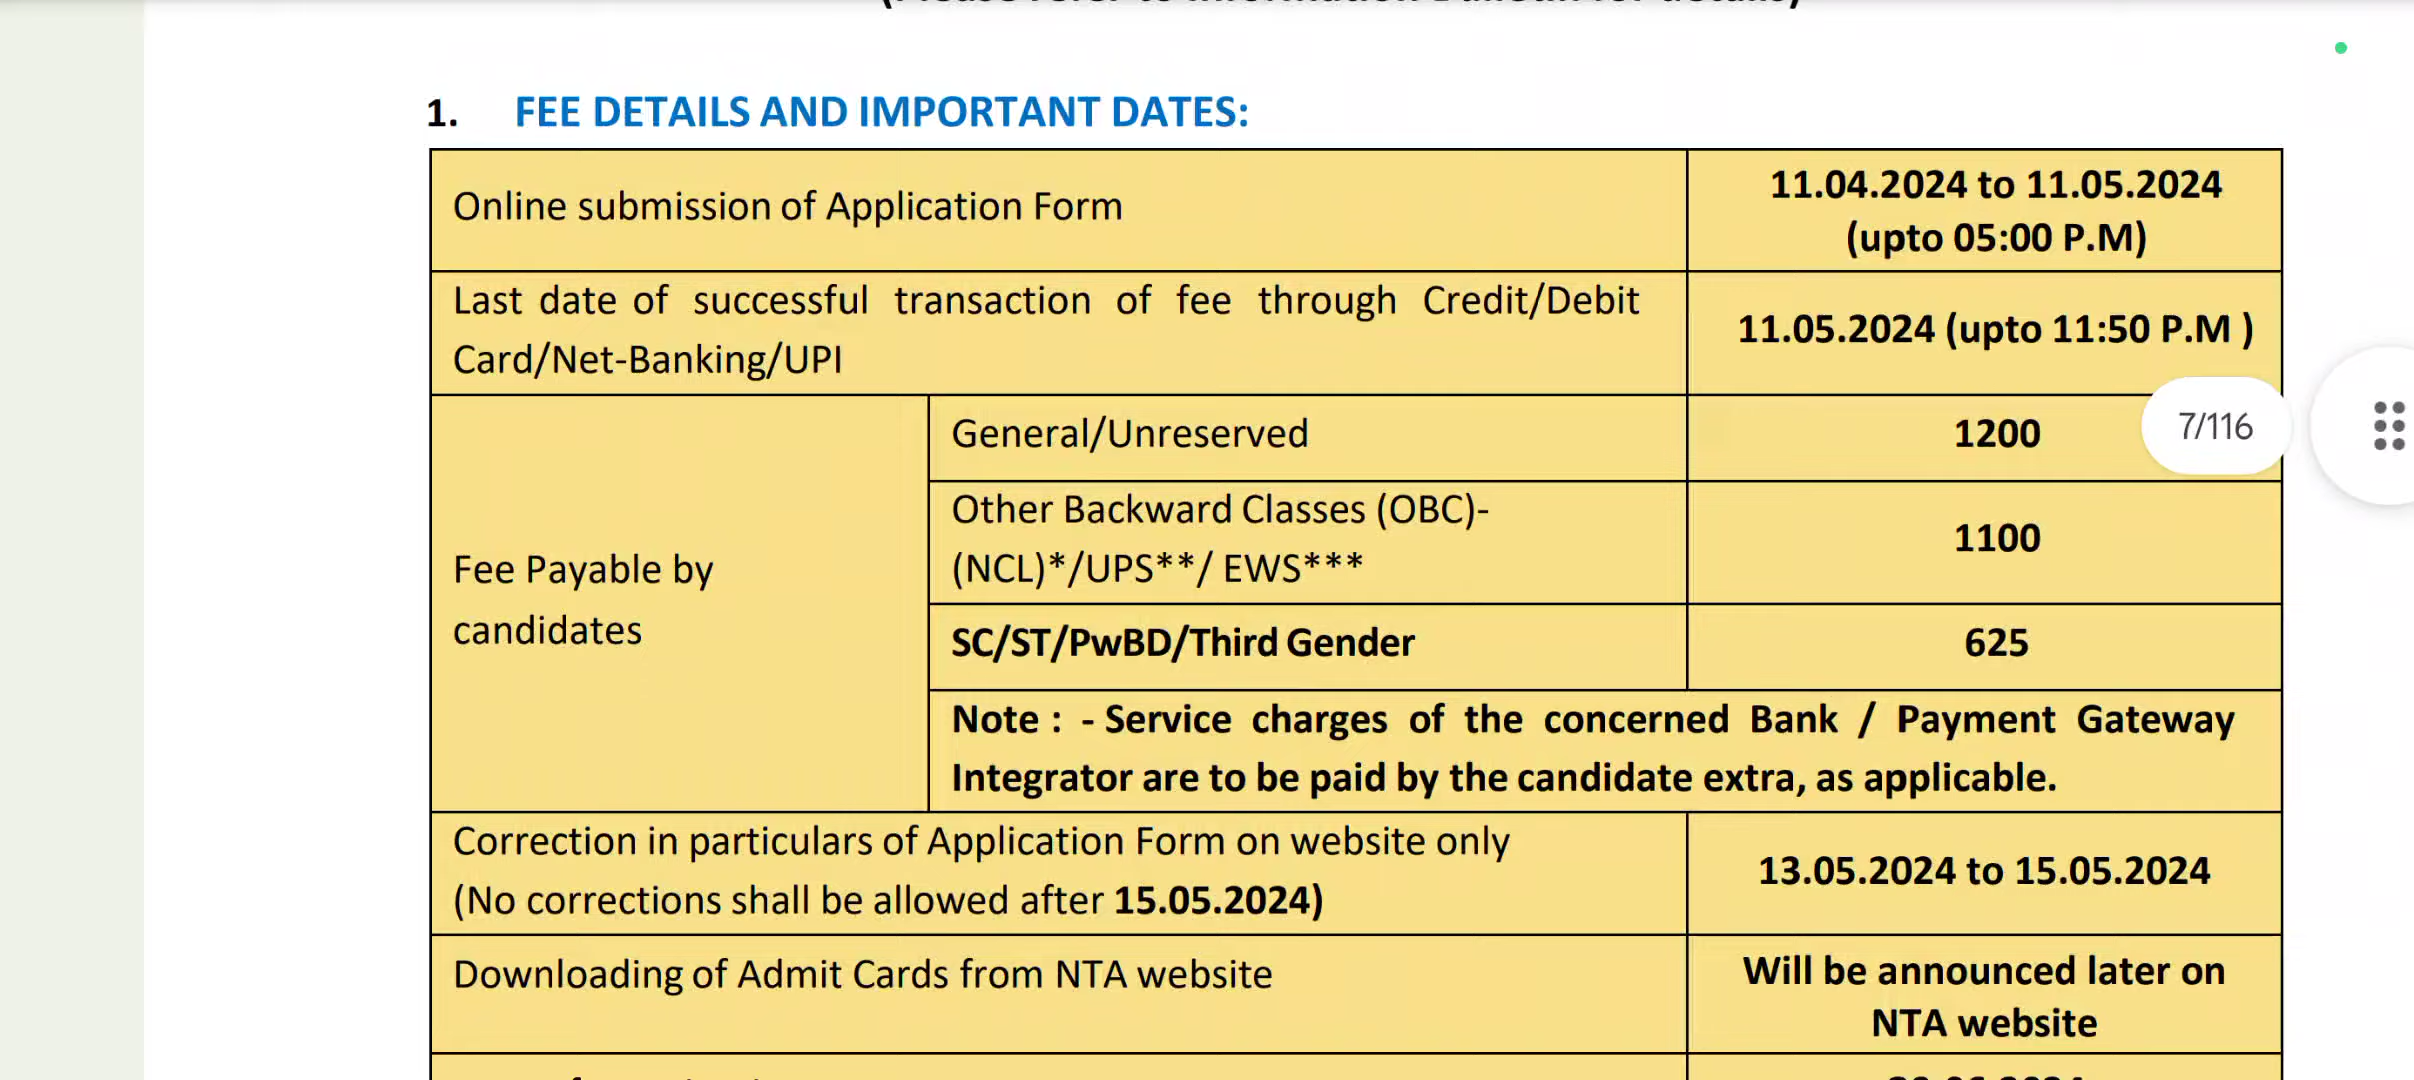 1. FEE DETAILS AND IMPORTANT DATES:
Online submission of Application Form
11.04.2024 to 11.05.2024
(upto 05:00 P.M)
Last date of successful transaction of fee through Credit/Debit
Card/Net-Banking/UPI
11.05.2024 (upto 11:50 P.M )
Fee Payable by
candidates
General/Unreserved
1200
7/116
Other Backward Classes (OBC)-
(NCL)*/UPS**/ EWS***
1100
SC/ST/PwBD/Third Gender
625
Note : - Service charges of the concerned Bank / Payment Gateway
Integrator are to be paid by the candidate extra, as applicable.
Correction in particulars of Application Form on website only
(No corrections shall be allowed after 15.05.2024)
13.05.2024 to 15.05.2024
Downloading of Admit Cards from NTA website
Will be announced later on
NTA website